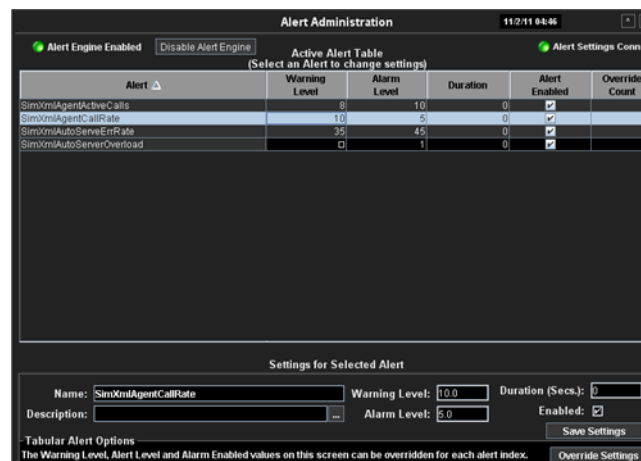 Alert Administration 11/2/11 04:46
Alert Engine Enabled Disable Alert Engine Active Alert Table Alert Settings Conn
(Select an Alert to change settings)
Alert Warning Level Alarm Level Duration Alert Enabled Override Count
SimXmlAgentActiveCalls 8 10 0
SimXmlAgentCallRate 10 5 0
SimXmlAutoServeErrRate 35 45 0
SimXmlAutoServerOverload 1 0
Settings for Selected Alert
Name: SimXmlAgentCallRate Warning Level: 10.0 Duration (Secs.): 0
Description: ... Alarm Level: 5.0 Enabled:
Save Settings
Tabular Alert Options
The Warning Level, Alert Level and Alarm Enabled values on this screen can be overridden for each alert index. Override Settings